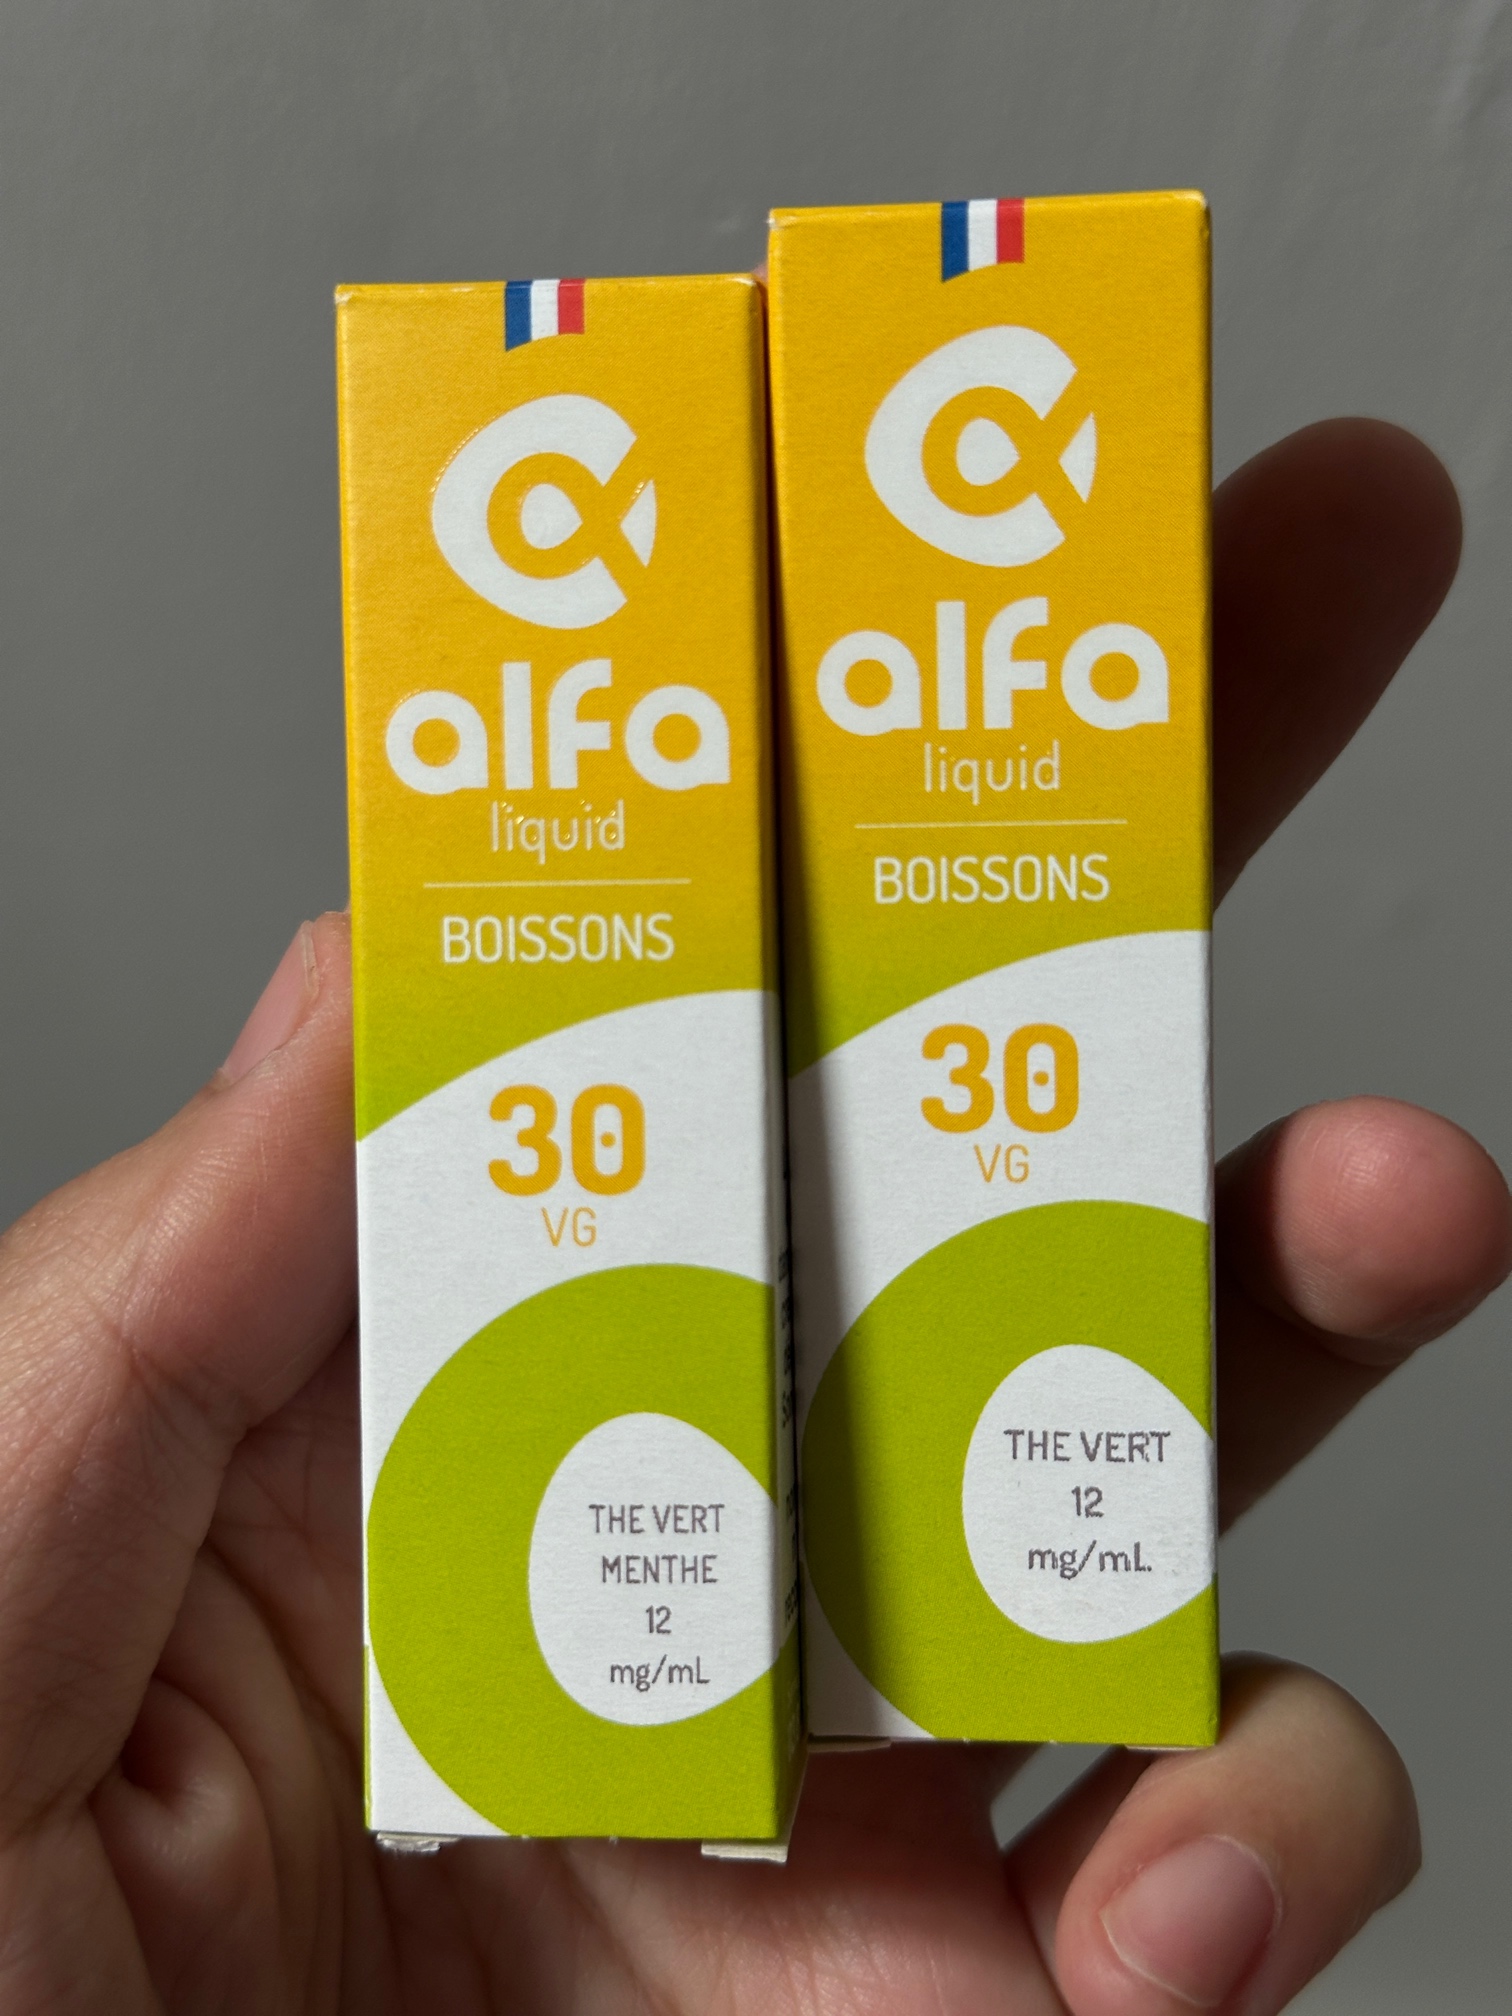 alfa
liquid
BOISSONS
30
VG
THE VERT
MENTHE
12
mg/mL
alfa
liquid
BOISSONS
30
VG
THE VERT
12
mg/mL